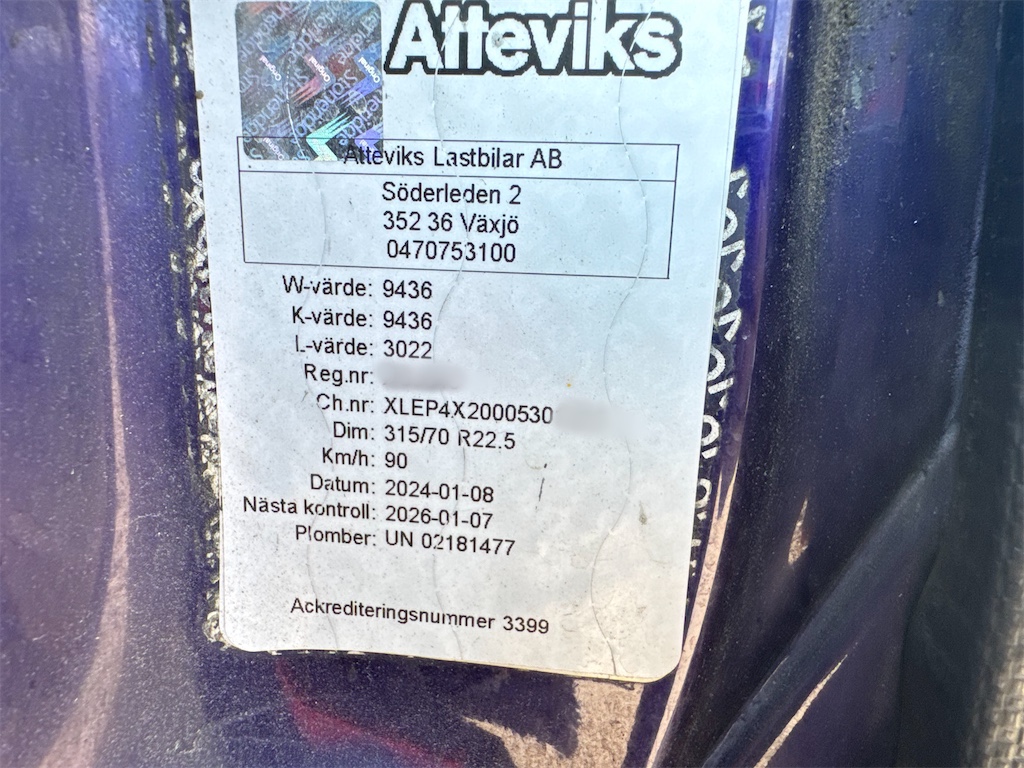 Atteviks
Atteviks Lastbilar AB
Söderleden 2
352 36 Växjö
0470753100
W-värde: 9436
K-värde: 9436
L-värde: 3022
Reg.nr:
Ch.nr: XLEP4X2000530
Dim: 315/70 R22.5
Km/h: 90
Datum: 2024-01-08
Nästa kontroll: 2026-01-07
Plomber: UN 02181477
Ackrediteringsnummer 3399